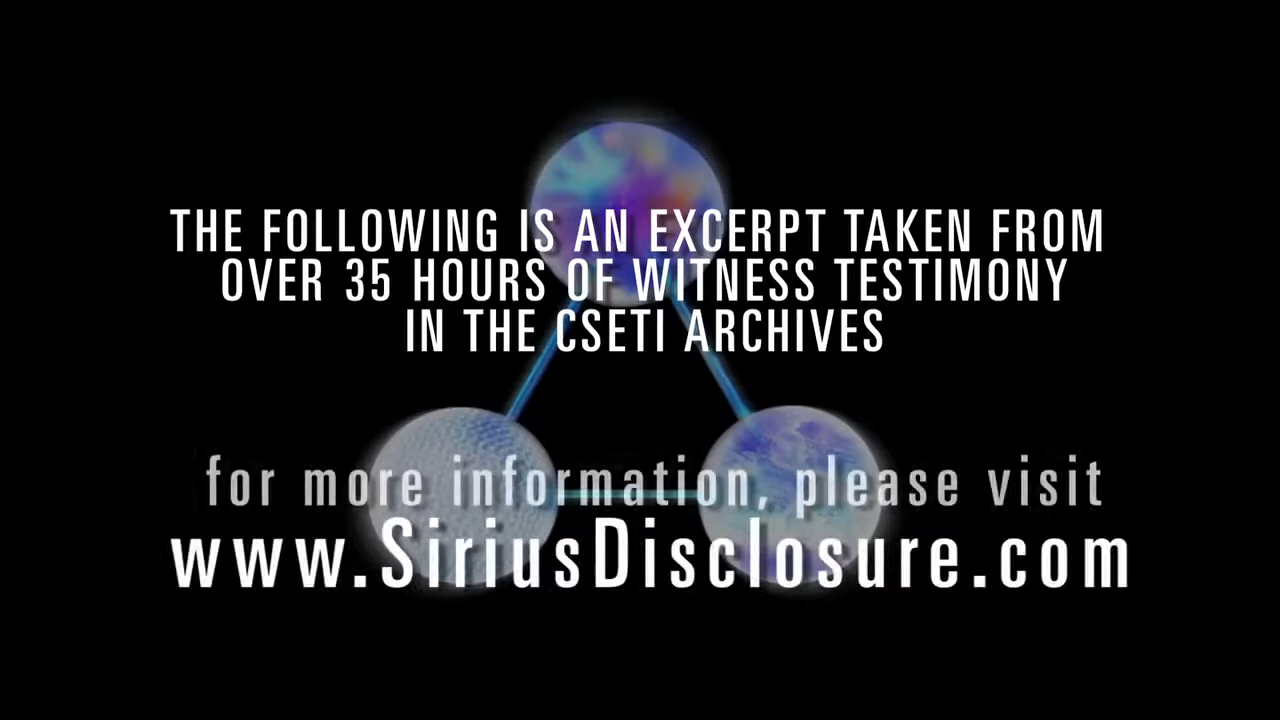 THE FOLLOWING IS AN EXCERPT TAKEN FROM
OVER 35 HOURS OF WITNESS TESTIMONY
IN THE CSETI ARCHIVES
for more information, please visit
www.SiriusDisclosure.com